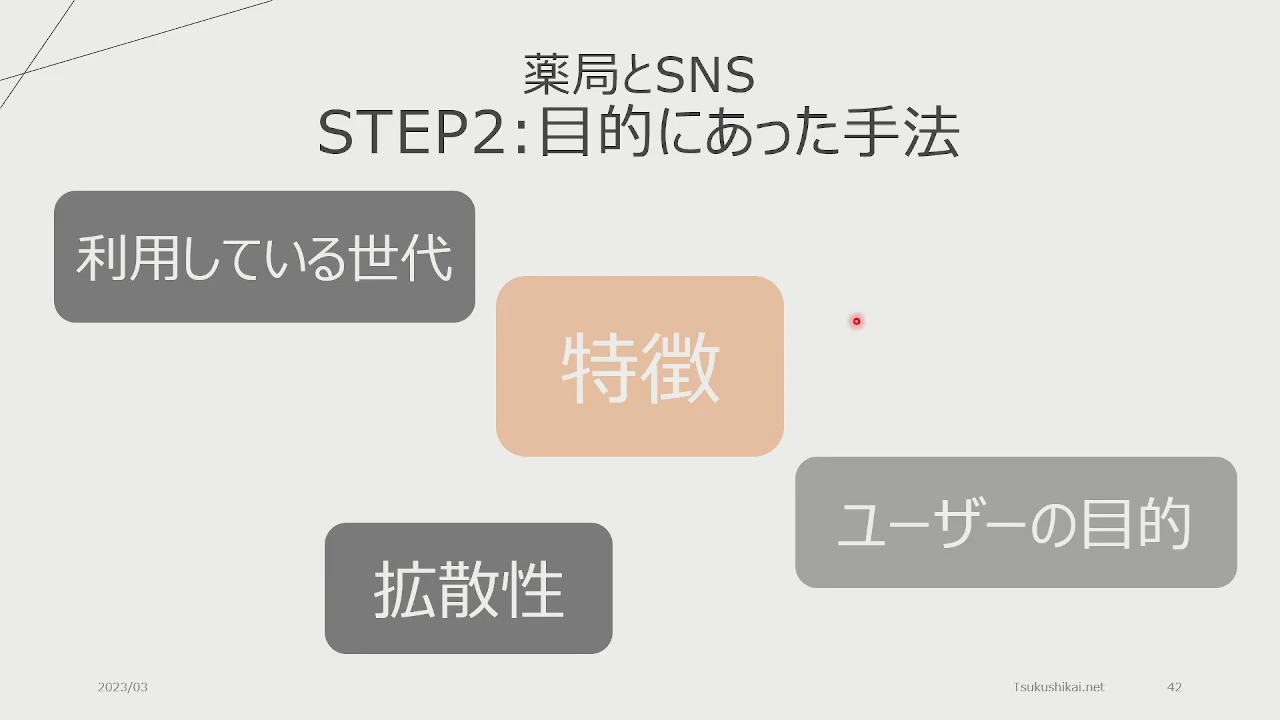 薬局とSNS
STEP2:目的にあった手法
利用している世代
特徴
ユーザーの目的
拡散性
2023/03
Tsukushikai.net
42